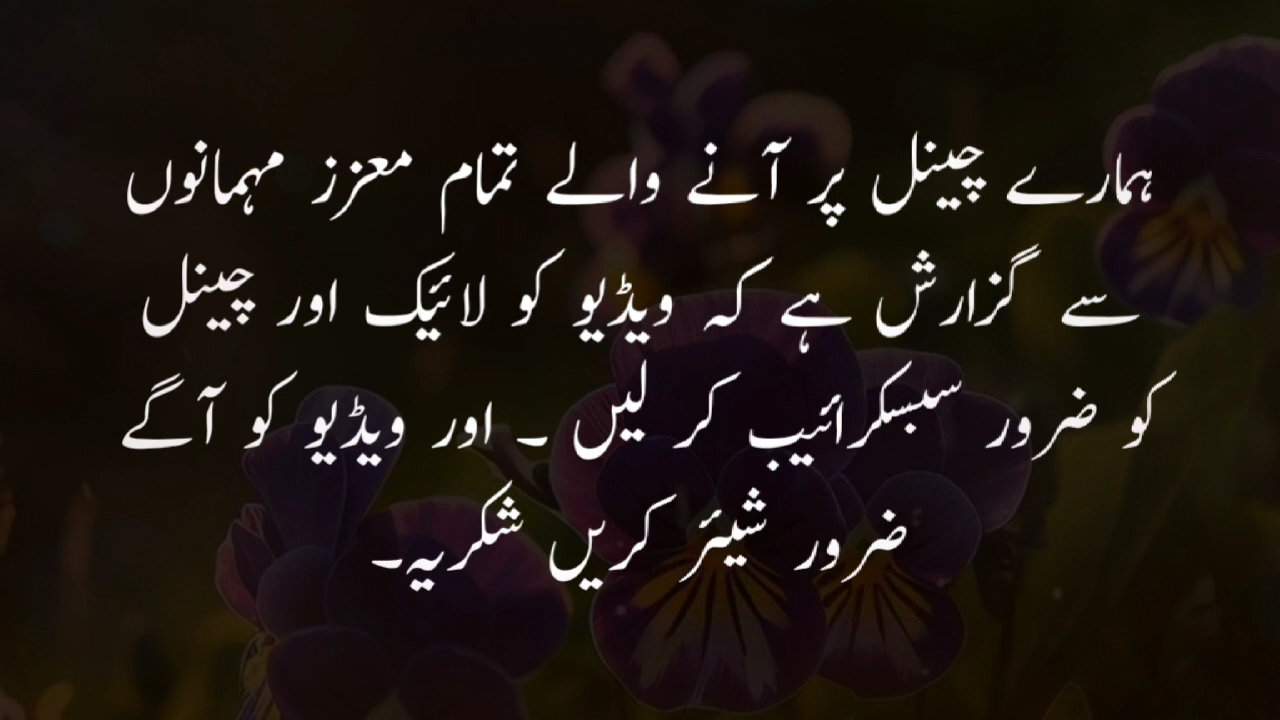 ہمارے چینل پر آنے والے تمام معزز مہمانوں
سے گزارش ہے کہ ویڈیو کو لائیک اور چینل
کو ضرور سبسکرائیب کر لیں ۔ اور ویڈیو کو آگے
ضرور شیئر کریں شکریہ۔